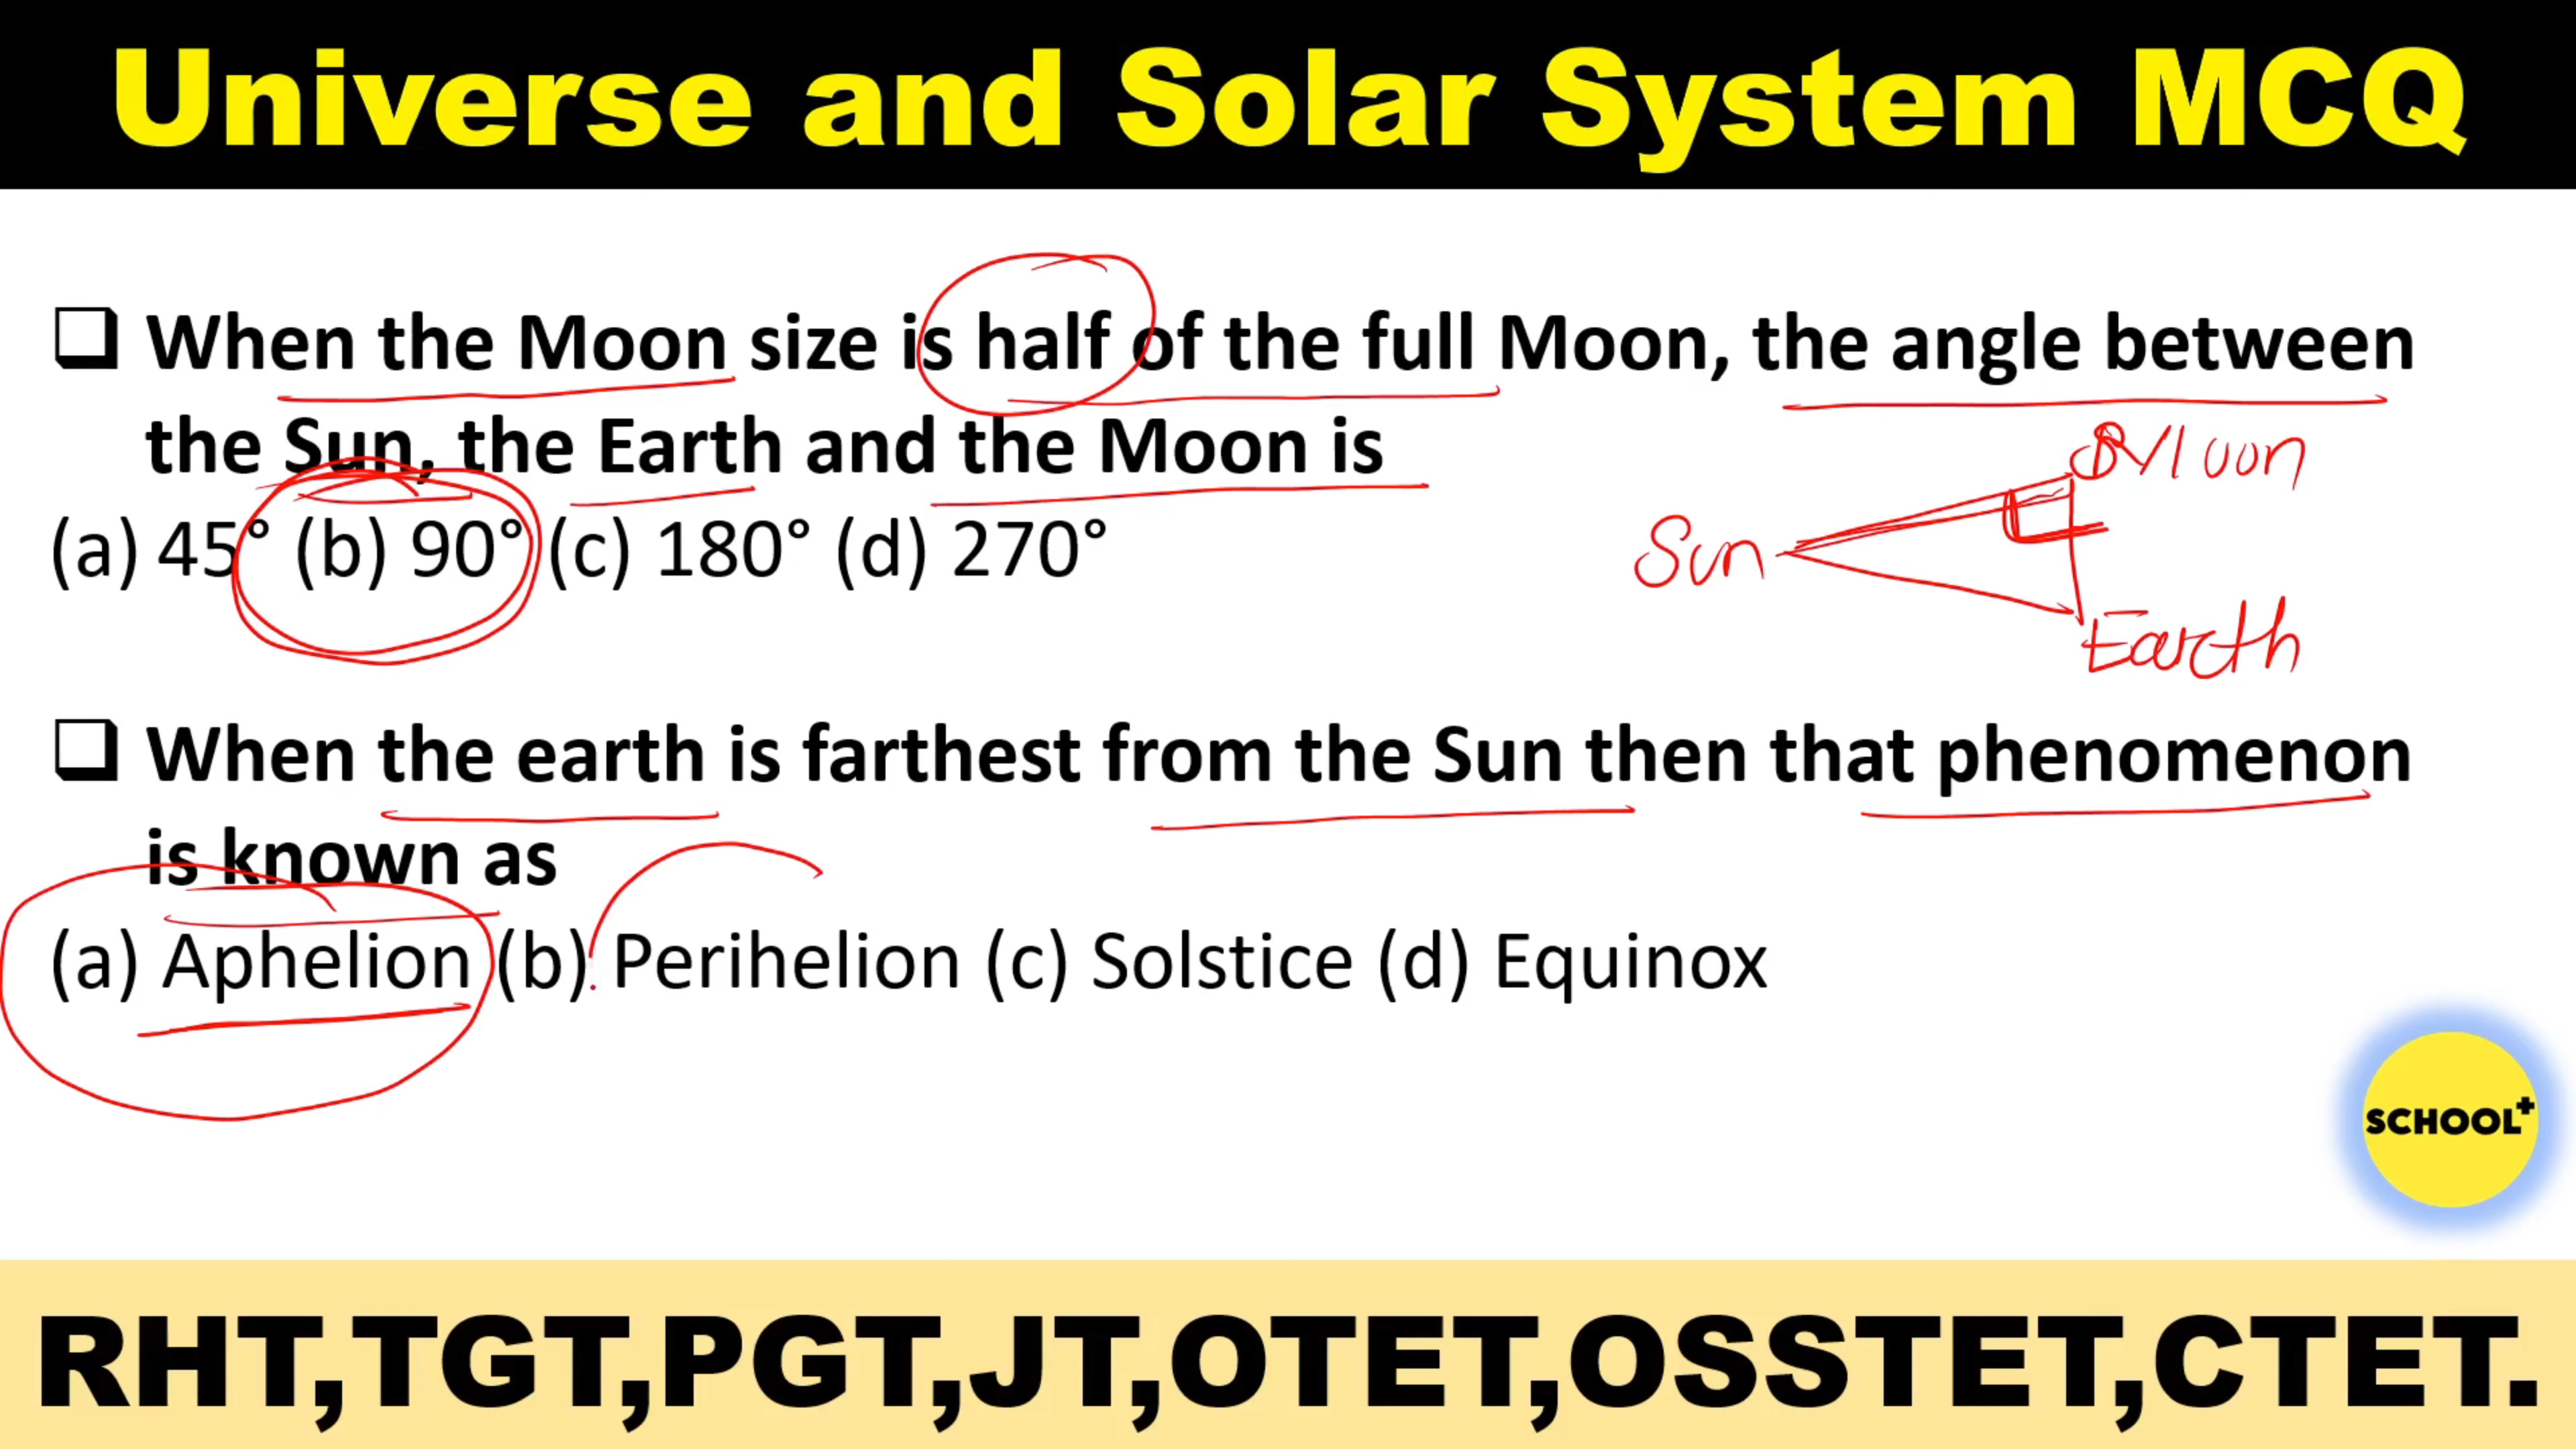 Universe and Solar System MCQ
When the Moon size is half of the full Moon, the angle between
the Sun, the Earth and the Moon is
(a) 45° (b) 90° (c) 180° (d) 270°
Moon
Sun
Earth
When the earth is farthest from the Sun then that phenomenon
is known as
(a) Aphelion (b) Perihelion (c) Solstice (d) Equinox
SCHOOL+
RHT,TGT,PGT,JT,OTET,OSSTET,CTET.